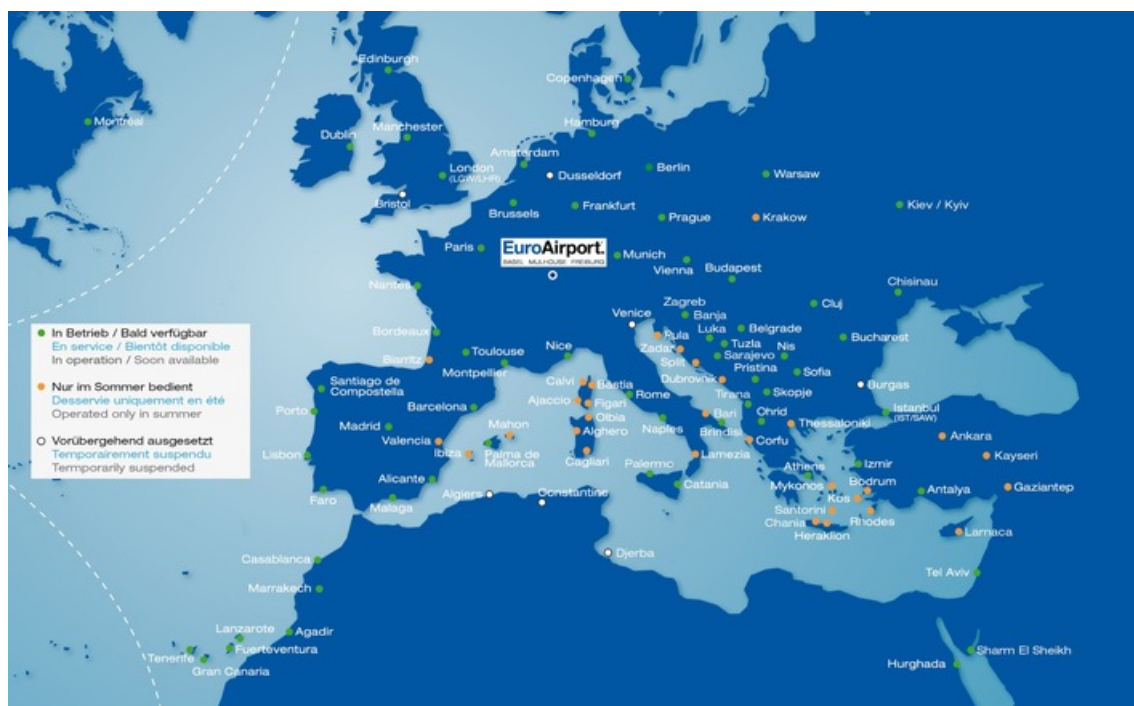 Edinburgh
Copenhagen
Montréal
Hamburg
Dublin
Manchester
Amsterdam
London
(LGW/LHR)
Dusseldorf
Berlin
Warsaw
Bristol
Brussels
Frankfurt
Prague
Krakow
Kiev / Kyiv
Paris
EuroAirport.
BASEL MULHOUSE FREIBURG
Munich
Vienna
Budapest
Nantes
Chisinau
Zagreb
Cluj
Venice
Banja
Luka
Belgrade
Bucharest
Bordeaux
Pula
Tuzla
Nis
Zadar
Sarajevo
Biarritz
Toulouse
Nice
Split
Pristina
Sofia
Montpellier
Santiago de
Compostella
Calvi
Bastia
Dubrovnik
Burgas
Rome
Tirana
Skopje
Porto
Barcelona
Ajaccio
Figari
Olbia
Bari
Ohrid
Istanbul
(IST/SAW)
Madrid
Mahon
Alghero
Naples
Brindisi
Thessaloniki
Valencia
Corfu
Ankara
Lisbon
Ibiza
Palma de
Mallorca
Cagliari
Lamezia
Kayseri
Palermo
Athens
Izmir
Alicante
Catania
Mykonos
Bodrum
Gaziantep
Faro
Malaga
Algiers
Constantine
Kos
Antalya
Santorini
Chania
Heraklion
Rhodes
Larnaca
Djerba
Casablanca
Tel Aviv
Marrakech
Lanzarote
Agadir
Fuerteventura
Tenerife
Gran Canaria
Sharm El Sheikh
Hurghada
In Betrieb / Bald verfügbar
En service / Bientôt disponible
In operation / Soon available
Nur im Sommer bedient
Desservie uniquement en été
Operated only in summer
Vorübergehend ausgesetzt
Temporairement suspendu
Temporarily suspended